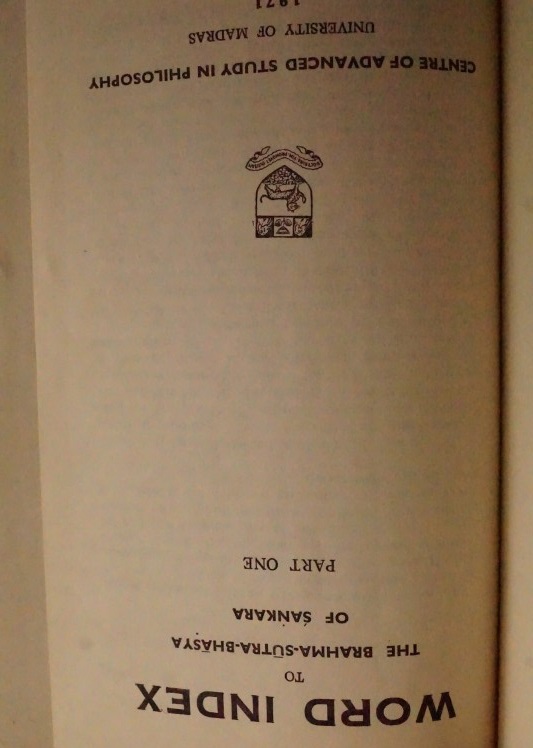 WORD INDEX
TO
THE BRAHMA-SŪTRA-BHĀṢYA
OF ŚAṄKARA
PART ONE
CENTRE OF ADVANCED STUDY IN PHILOSOPHY
UNIVERSITY OF MADRAS
1971